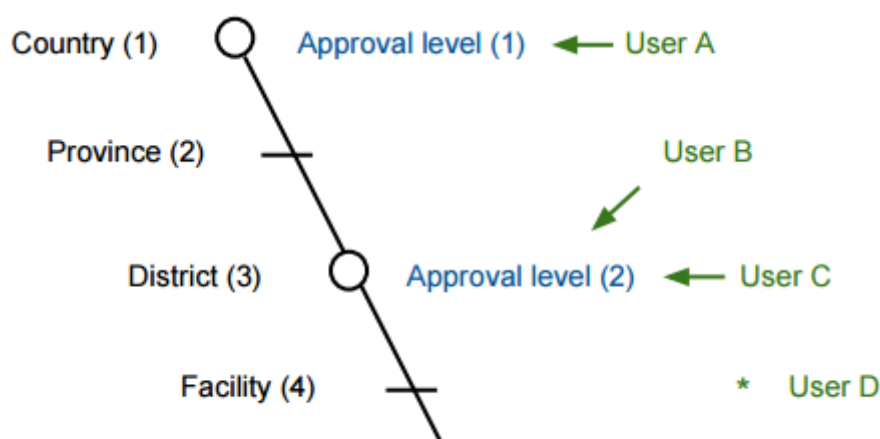 Country (1) Approval level (1) User A
Province (2) User B
District (3) Approval level (2) User C
Facility (4) * User D